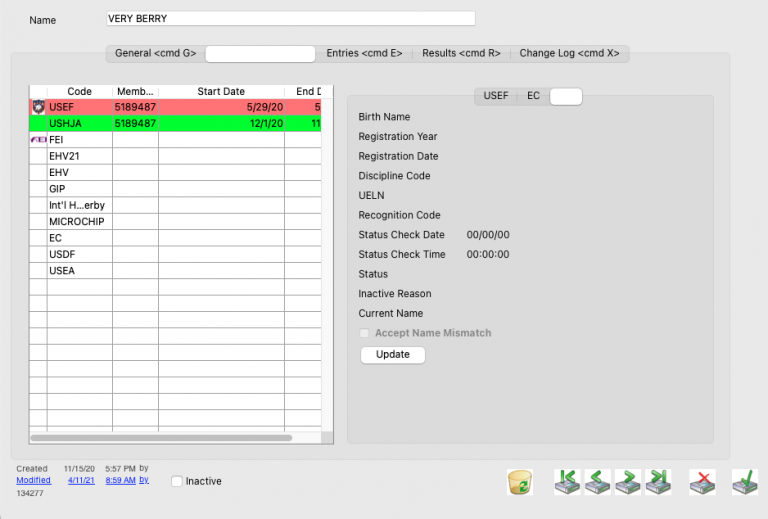 Name VERY BERRY
General <cmd G> Entries <cmd E> Results <cmd R> Change Log <cmd X>
Code Memb... Start Date End D
USEF 5189487 5/29/20 5
USHJA 5189487 12/1/20 11
FEI FEI
EHV21
EHV
GIP
Int'l H...erby
MICROCHIP
EC
USDF
USEA
USEF EC
Birth Name
Registration Year
Registration Date
Discipline Code
UELN
Recognition Code
Status Check Date 00/00/00
Status Check Time 00:00:00
Status
Inactive Reason
Current Name
Accept Name Mismatch
Update
Created 11/15/20 5:57 PM by
Modified 4/11/21 8:59 AM by
134277
Inactive